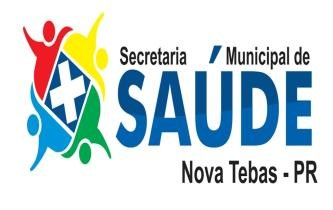 Secretaria Municipal de
SAÚDE
Nova Tebas - PR